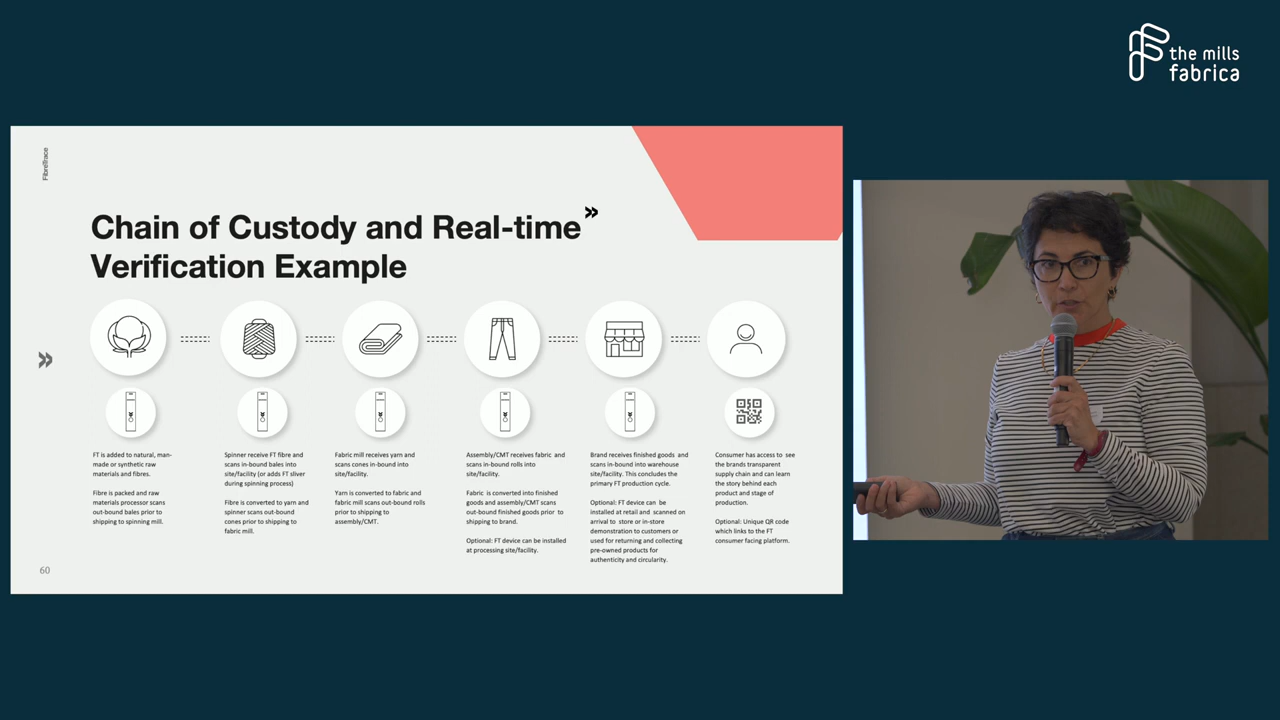 the mills
fabrica
FibreTrace
Chain of Custody and Real-time
Verification Example
FT is added to natural, man-
made or synthetic raw
materials and fibres.
Fibre is packed and raw
materials processor scans
out-bound bales prior to
shipping to spinning mill.
Spinner receive FT fibre and
scans in-bound bales into
site/facility (or adds FT sliver
during spinning process)
Fibre is converted to yarn and
spinner scans out-bound
cones prior to shipping to
fabric mill.
Fabric mill receives yarn and
scans cones in-bound into
site/facility.
Yarn is converted to fabric and
fabric mill scans out-bound rolls
prior to shipping to
assembly/CMT.
Assembly/CMT receives fabric and
scans in-bound rolls into
site/facility.
Fabric is converted into finished
goods and assembly/CMT scans
out-bound finished goods prior to
shipping to brand.
Optional: FT device can be installed
at processing site/facility.
Brand receives finished goods and
scans in-bound into warehouse
site/facility. This concludes the
primary FT production cycle.
Optional: FT device can be
installed at retail and scanned on
arrival to store or in-store
demonstration to customers or
used for returning and collecting
pre-owned products for
authenticity and circularity.
Consumer has access to see
the brands transparent
supply chain and can learn
the story behind each
product and stage of
production.
Optional: Unique QR code
which links to the FT
consumer facing platform.
60